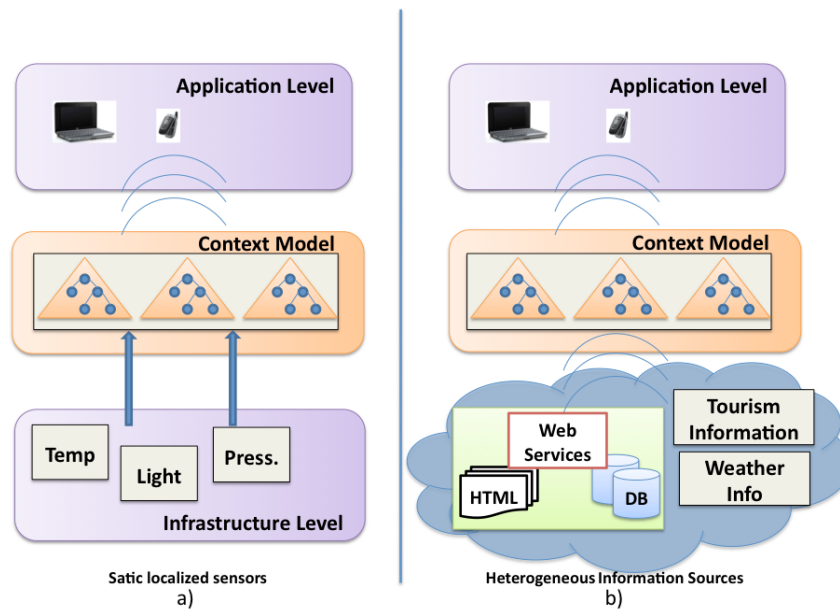 Application Level
Context Model
Temp
Light
Press.
Infrastructure Level
Satic localized sensors
a)
Application Level
Context Model
Web
Services
HTML
DB
Tourism
Information
Weather
Info
Heterogeneous Information Sources
b)